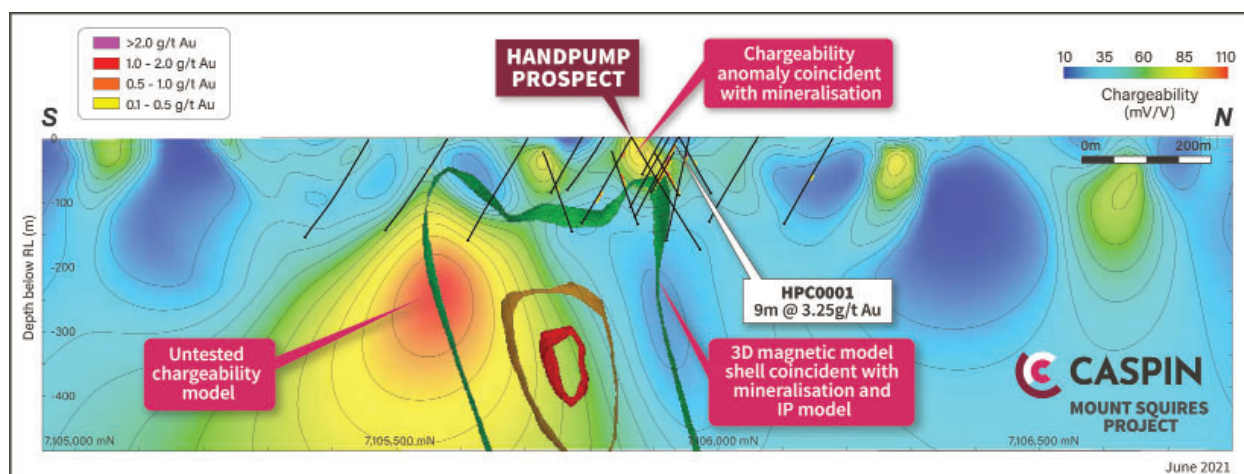 >2.0 g/t Au
1.0 - 2.0 g/t Au
0.5 - 1.0 g/t Au
0.1 - 0.5 g/t Au
HANDPUMP
PROSPECT
Chargeability
anomaly coincident
with mineralisation
10 35 60 85 110
Chargeability
(mV/V)
S
N
0m 200m
0
-100
-200
-300
-400
Depth below RL (m)
HPC0001
9m @ 3.25g/t Au
Untested
chargeability
model
3D magnetic model
shell coincident with
mineralisation and
IP model
CASPIN
MOUNT SQUIRES
PROJECT
7,105,000 mN 7,105,500 mN 7,106,000 mN 7,106,500 mN
June 2021